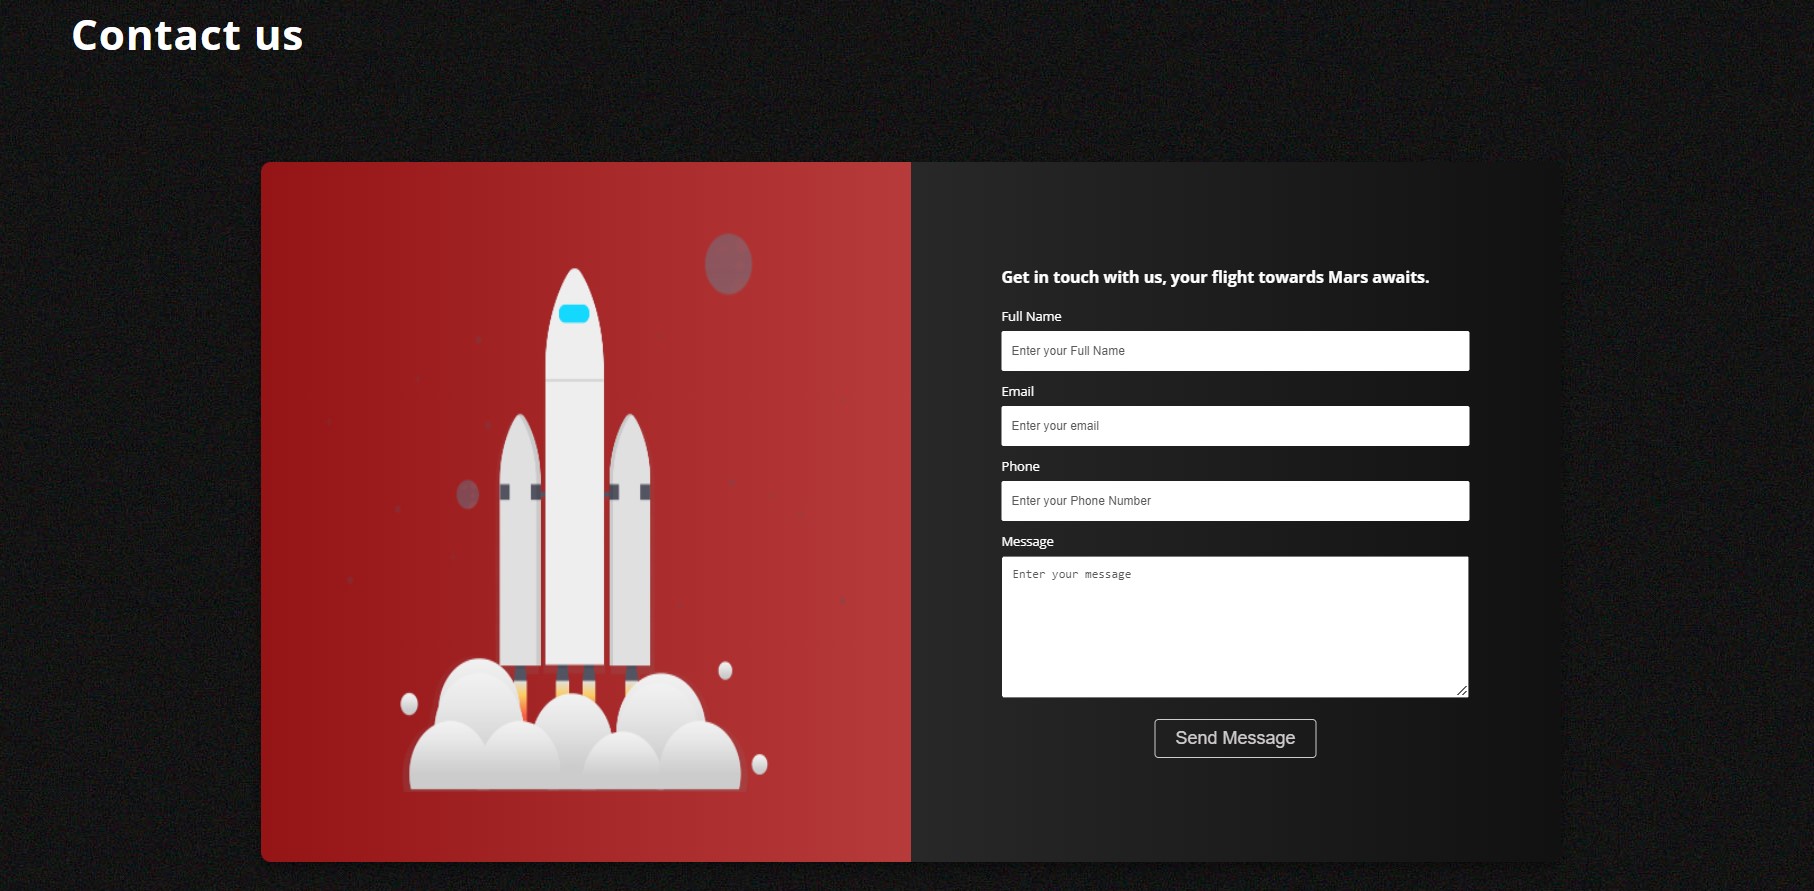 Contact us
Get in touch with us, your flight towards Mars awaits.
Full Name
Enter your Full Name
Email
Enter your email
Phone
Enter your Phone Number
Message
Enter your message
Send Message